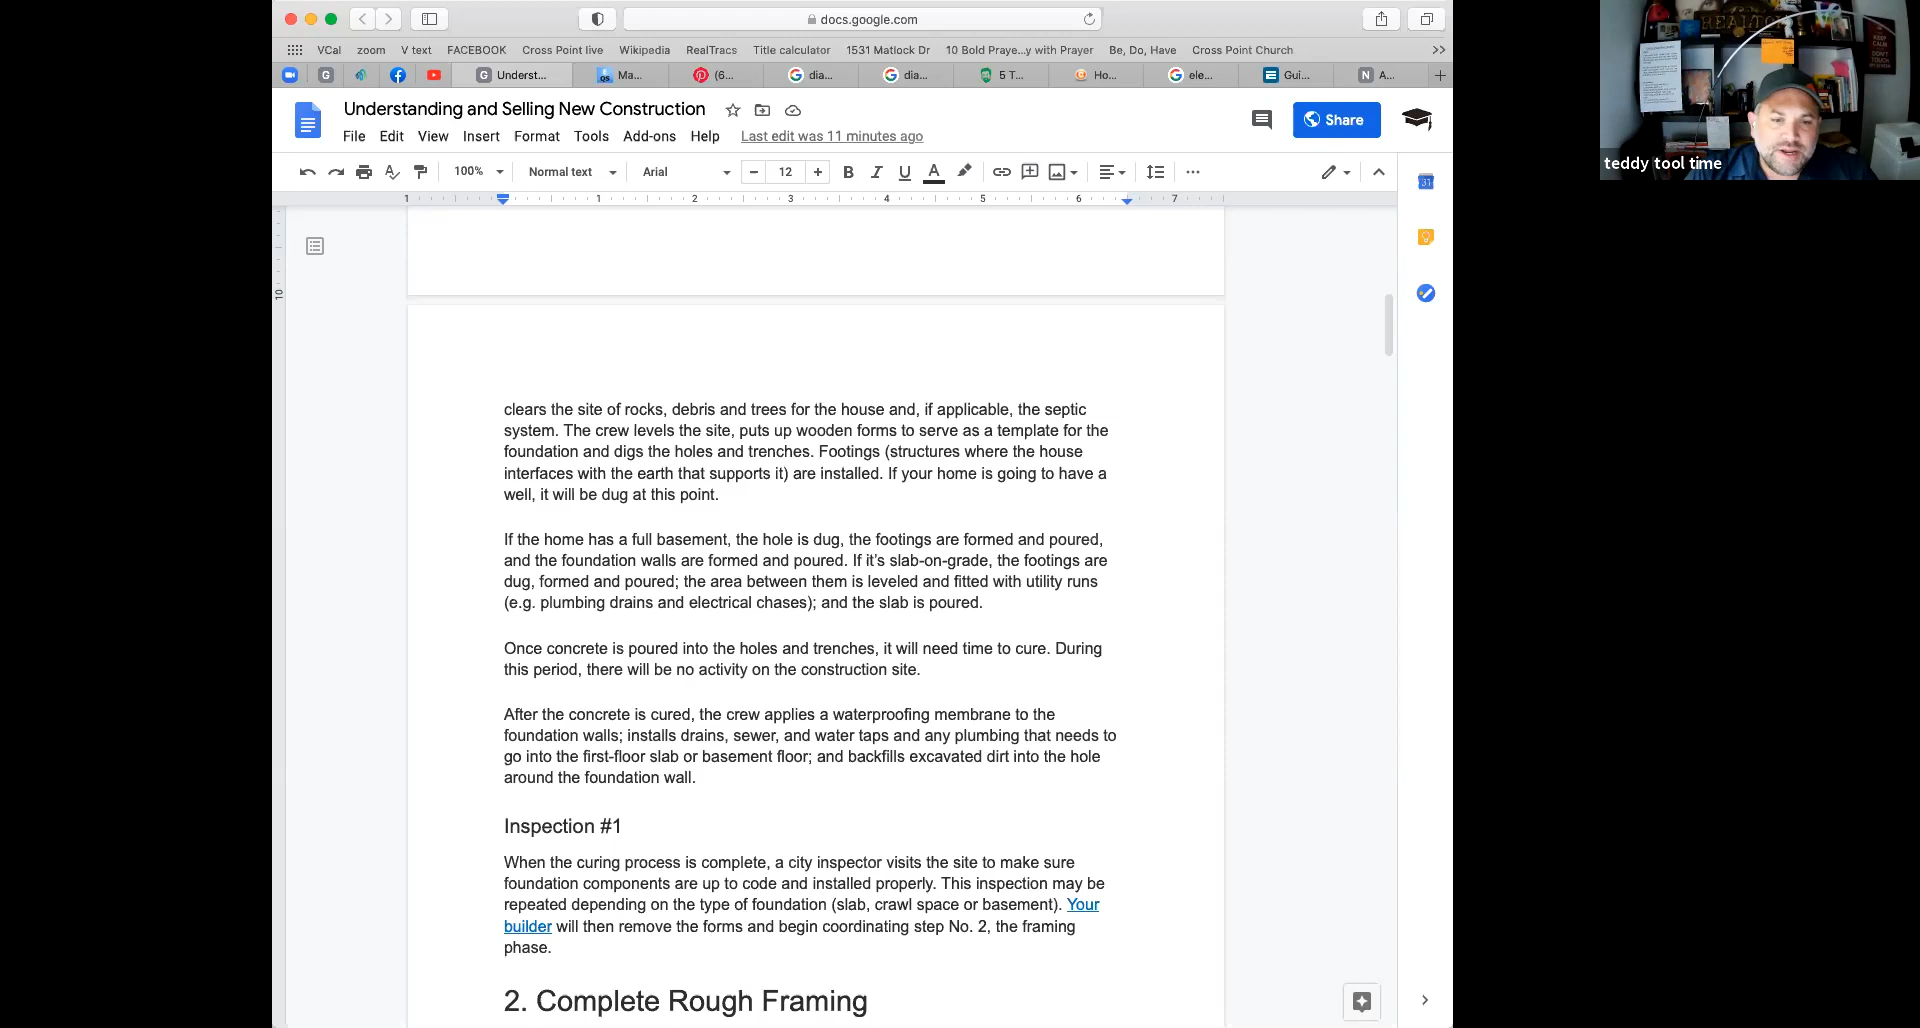 docs.google.com
VCal zoom V text FACEBOOK Cross Point live Wikipedia RealTracs Title calculator 1531 Matlock Dr 10 Bold Praye...y with Prayer Be, Do, Have Cross Point Church
Underst... Ma... (6... dia... dia... 5 T... Ho... ele... Gui... A...
Understanding and Selling New Construction
File Edit View Insert Format Tools Add-ons Help Last edit was 11 minutes ago
Share
100% Normal text Arial 12
1 1 2 3 4 5 6 7
10
clears the site of rocks, debris and trees for the house and, if applicable, the septic
system. The crew levels the site, puts up wooden forms to serve as a template for the
foundation and digs the holes and trenches. Footings (structures where the house
interfaces with the earth that supports it) are installed. If your home is going to have a
well, it will be dug at this point.
If the home has a full basement, the hole is dug, the footings are formed and poured,
and the foundation walls are formed and poured. If it’s slab-on-grade, the footings are
dug, formed and poured; the area between them is leveled and fitted with utility runs
(e.g. plumbing drains and electrical chases); and the slab is poured.
Once concrete is poured into the holes and trenches, it will need time to cure. During
this period, there will be no activity on the construction site.
After the concrete is cured, the crew applies a waterproofing membrane to the
foundation walls; installs drains, sewer, and water taps and any plumbing that needs to
go into the first-floor slab or basement floor; and backfills excavated dirt into the hole
around the foundation wall.
Inspection #1
When the curing process is complete, a city inspector visits the site to make sure
foundation components are up to code and installed properly. This inspection may be
repeated depending on the type of foundation (slab, crawl space or basement). Your
builder will then remove the forms and begin coordinating step No. 2, the framing
phase.
2. Complete Rough Framing
REALTOR
KEEP
CALM
DON'T
TOUCH
teddy tool time